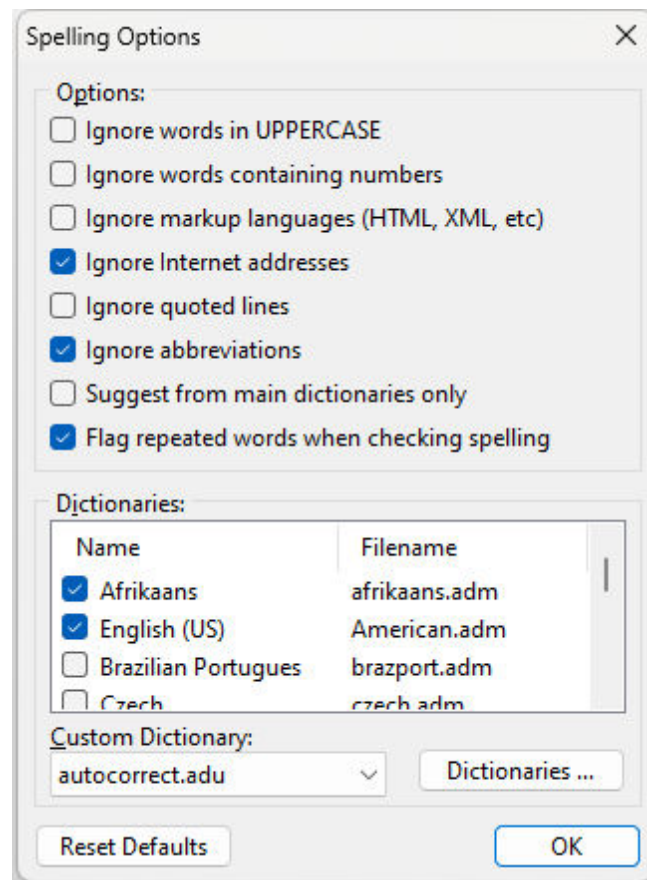 Spelling Options
Options:
Ignore words in UPPERCASE
Ignore words containing numbers
Ignore markup languages (HTML, XML, etc)
Ignore Internet addresses
Ignore quoted lines
Ignore abbreviations
Suggest from main dictionaries only
Flag repeated words when checking spelling
Dictionaries:
Name Filename
Afrikaans afrikaans.adm
English (US) American.adm
Brazilian Portugues brazport.adm
Czech czech.adm
Custom Dictionary:
autocorrect.adu Dictionaries ...
Reset Defaults OK